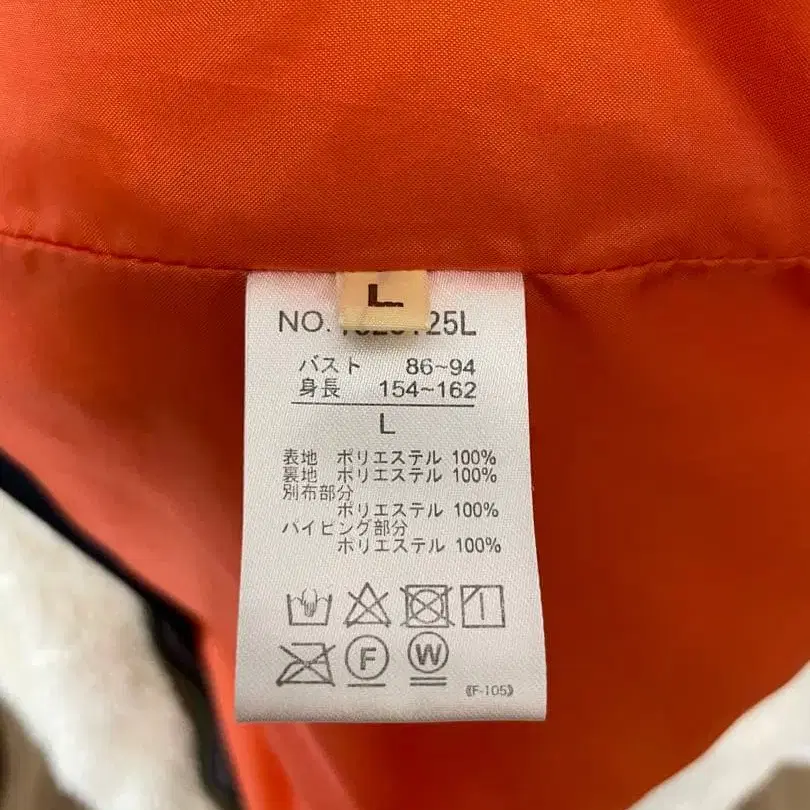 L
NO.
バスト 86~94
身長 154~162
L
表地 ポリエステル 100%
裏地 ポリエステル 100%
別布部分
ポリエステル 100%
パイピング部分
ポリエステル 100%
F W
《F-105》